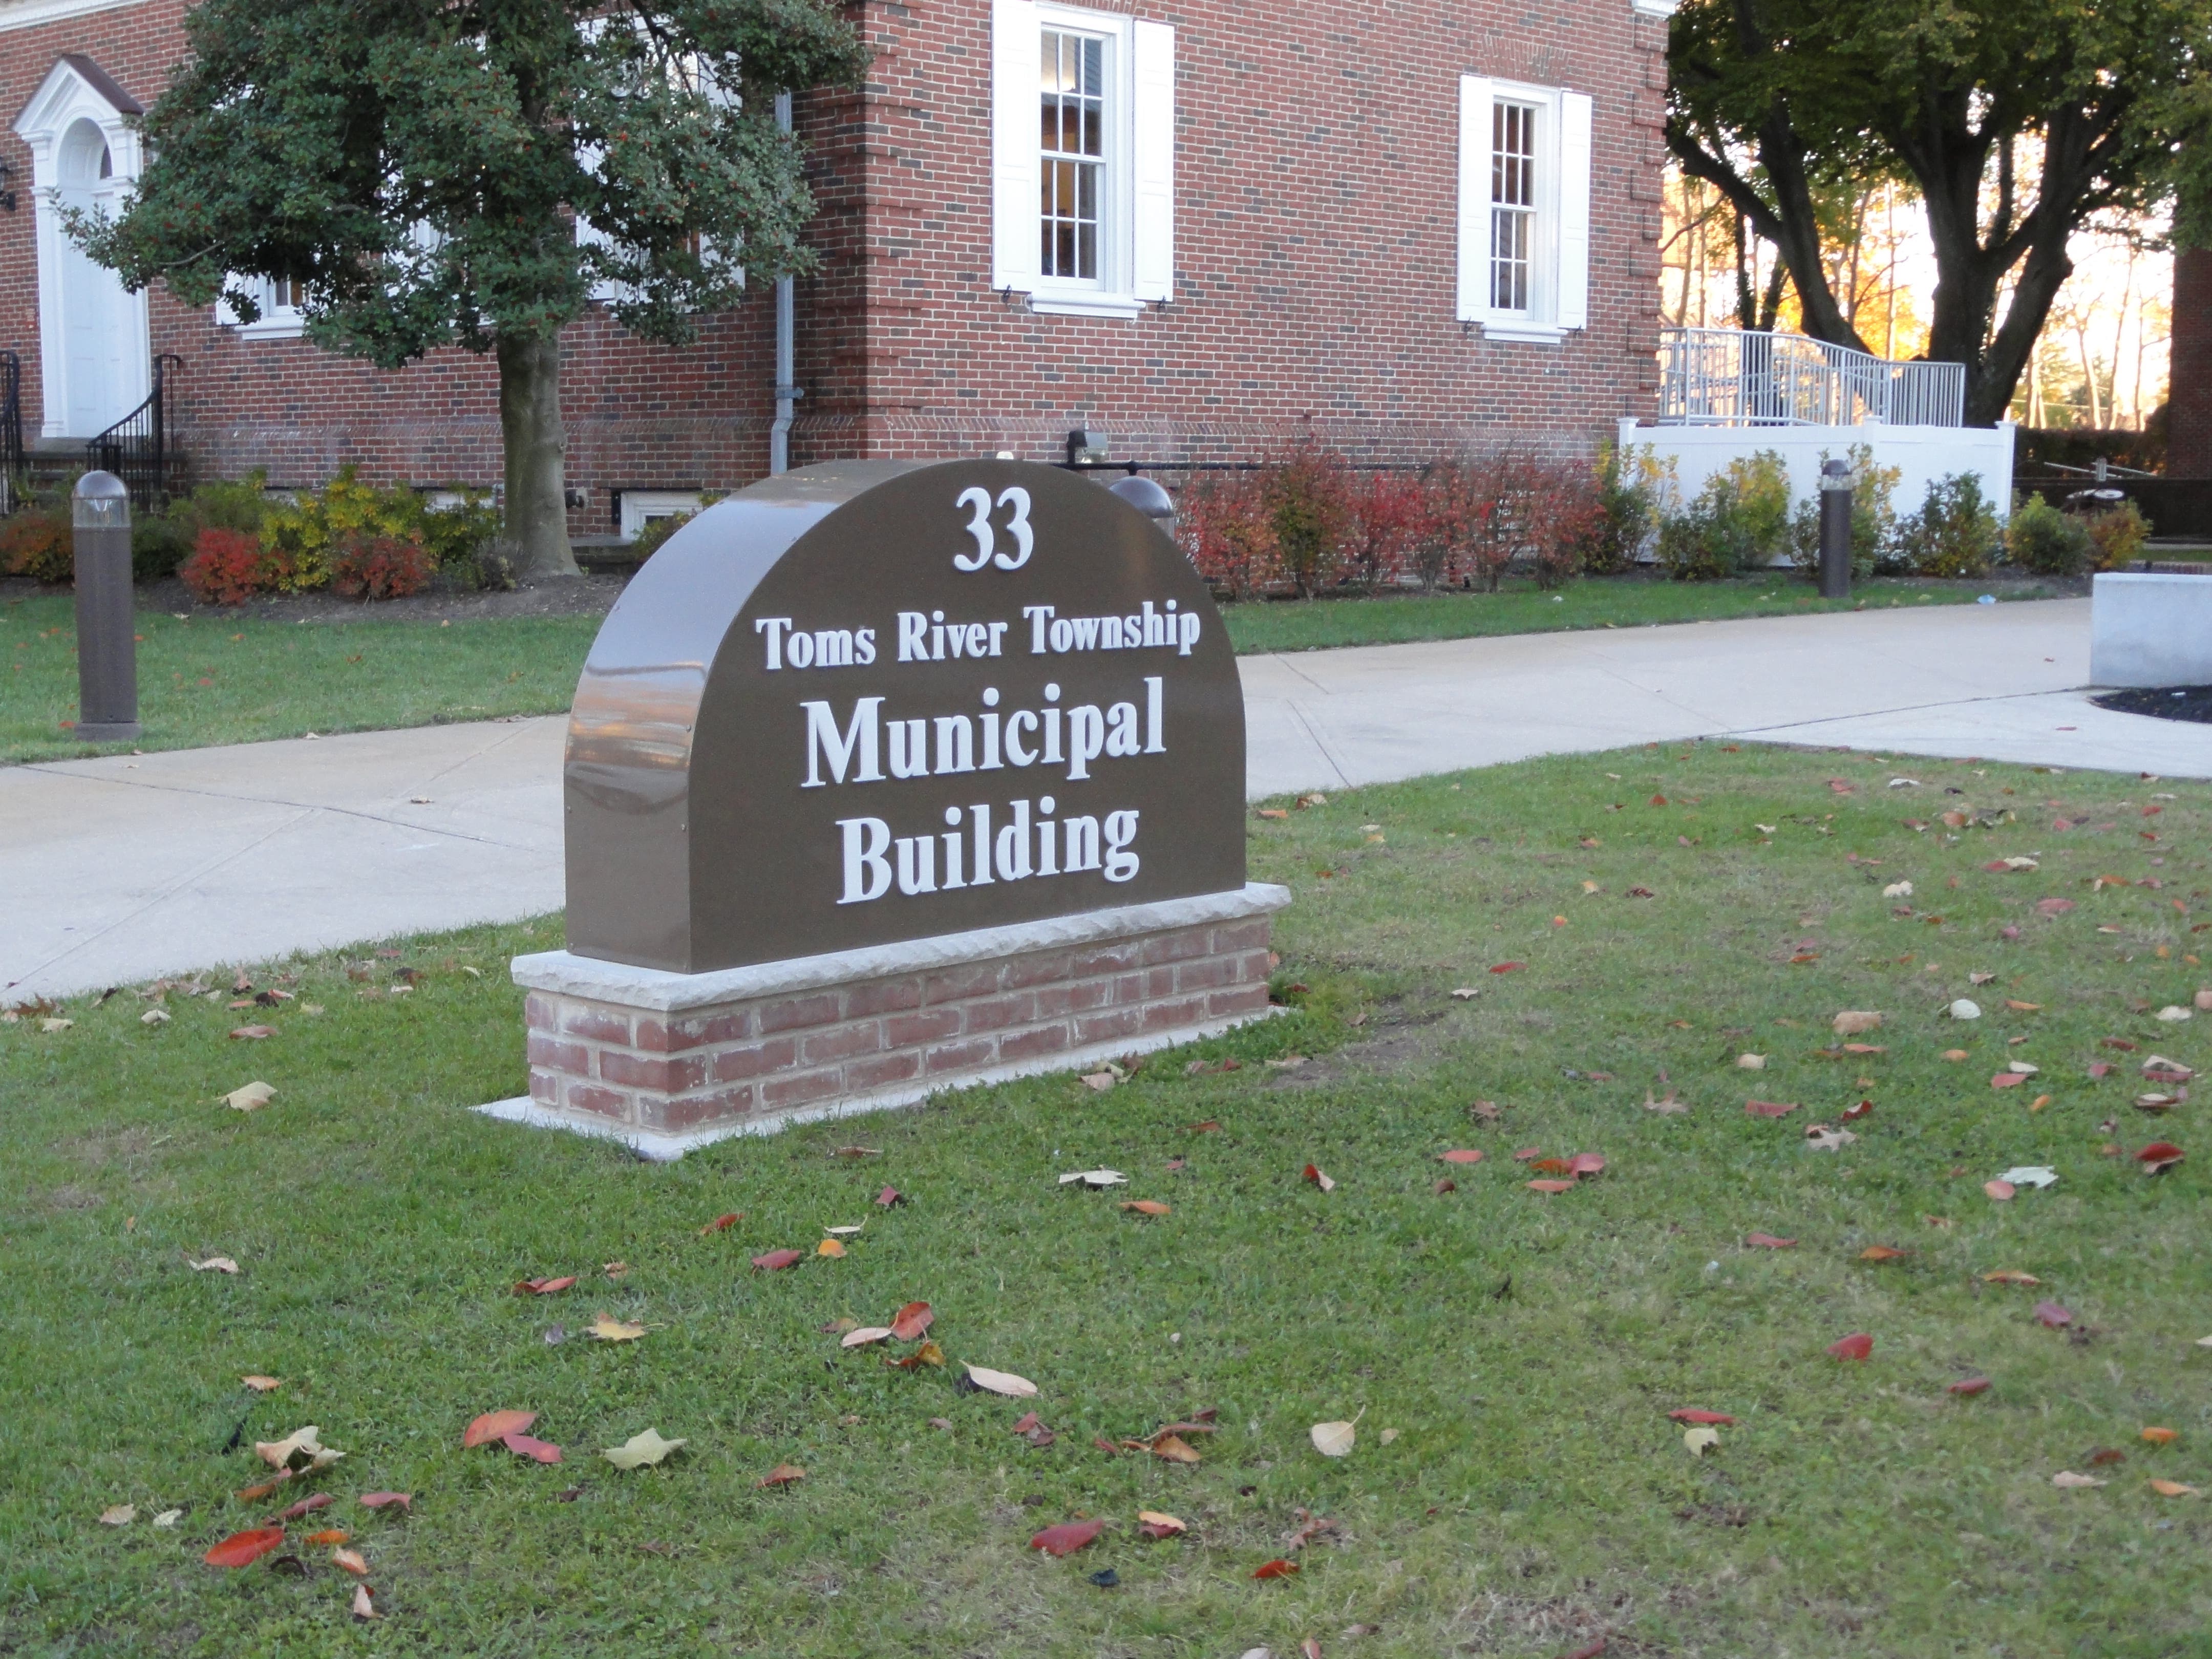 33
Toms River Township
Municipal
Building